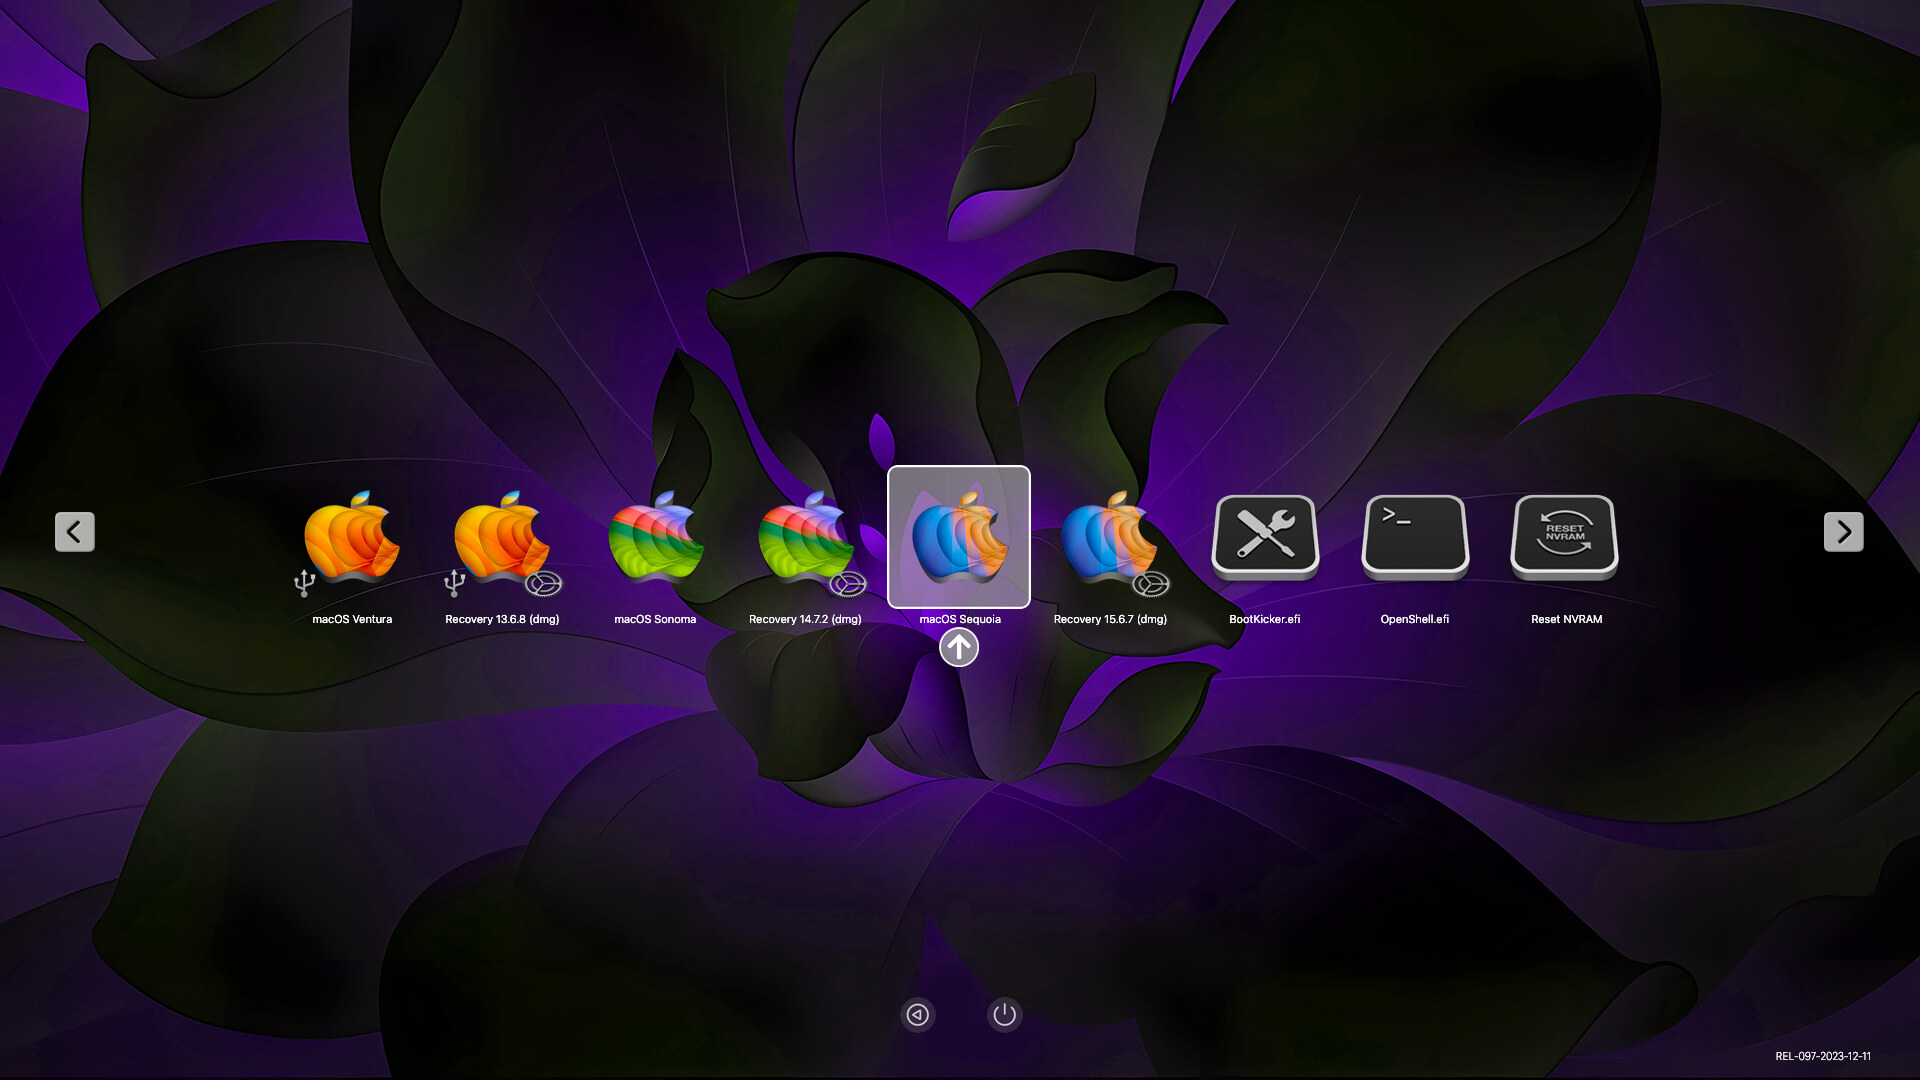 >_
RESET
NVRAM
macOS Ventura
Recovery 13.6.8 (dmg)
macOS Sonoma
Recovery 14.7.2 (dmg)
macOS Sequoia
Recovery 15.6.7 (dmg)
BootKicker.efi
OpenShell.efi
Reset NVRAM
REL-097-2023-12-11